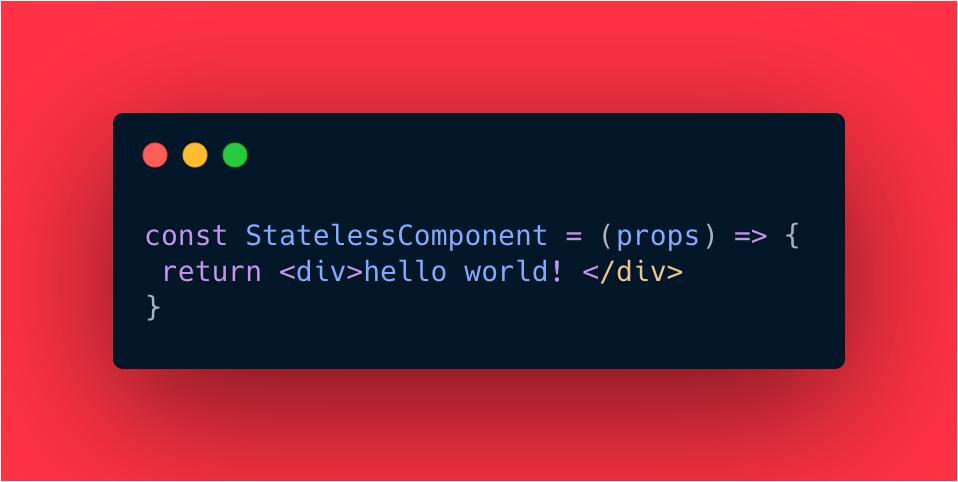 const StatelessComponent = (props) => {
 return <div>hello world! </div>
}